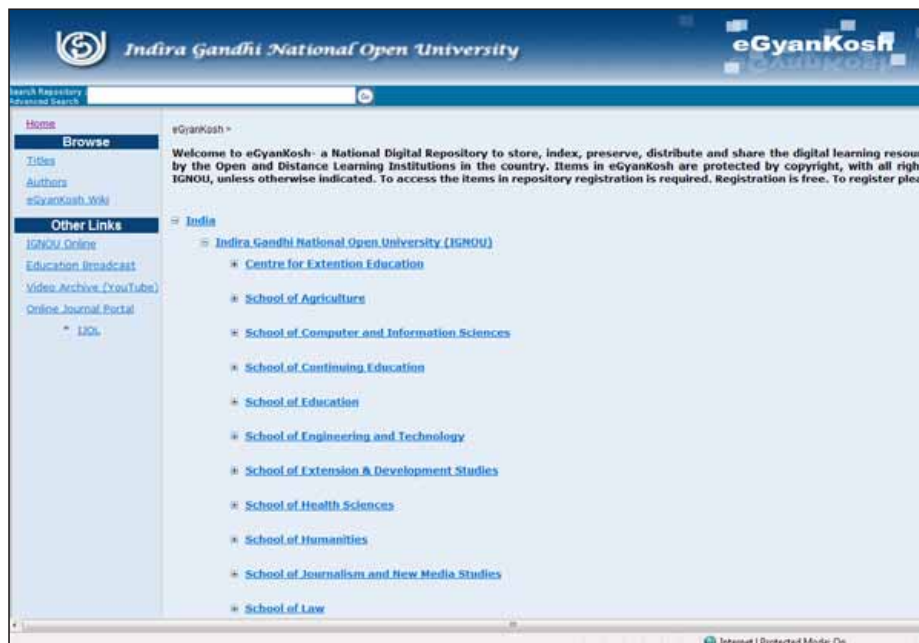 Indira Gandhi National Open University
eGyanKosh
Search Repository :
Advanced Search
Go
Home
Browse
Titles
Authors
eGyanKosh Wiki
Other Links
IGNOU Online
Education Broadcast
Video Archive (YouTube)
Online Journal Portal
eGyanKosh >
Welcome to eGyanKosh- a National Digital Repository to store, index, preserve, distribute and share the digital learning resou
by the Open and Distance Learning Institutions in the country. Items in eGyanKosh are protected by copyright, with all righ
IGNOU, unless otherwise indicated. To access the items in repository registration is required. Registration is free. To register plea
India
Indira Gandhi National Open University (IGNOU)
Centre for Extention Education
School of Agriculture
School of Computer and Information Sciences
School of Continuing Education
School of Education
School of Engineering and Technology
School of Extension & Development Studies
School of Health Sciences
School of Humanities
School of Journalism and New Media Studies
School of Law
Internet | Protected Mode: On